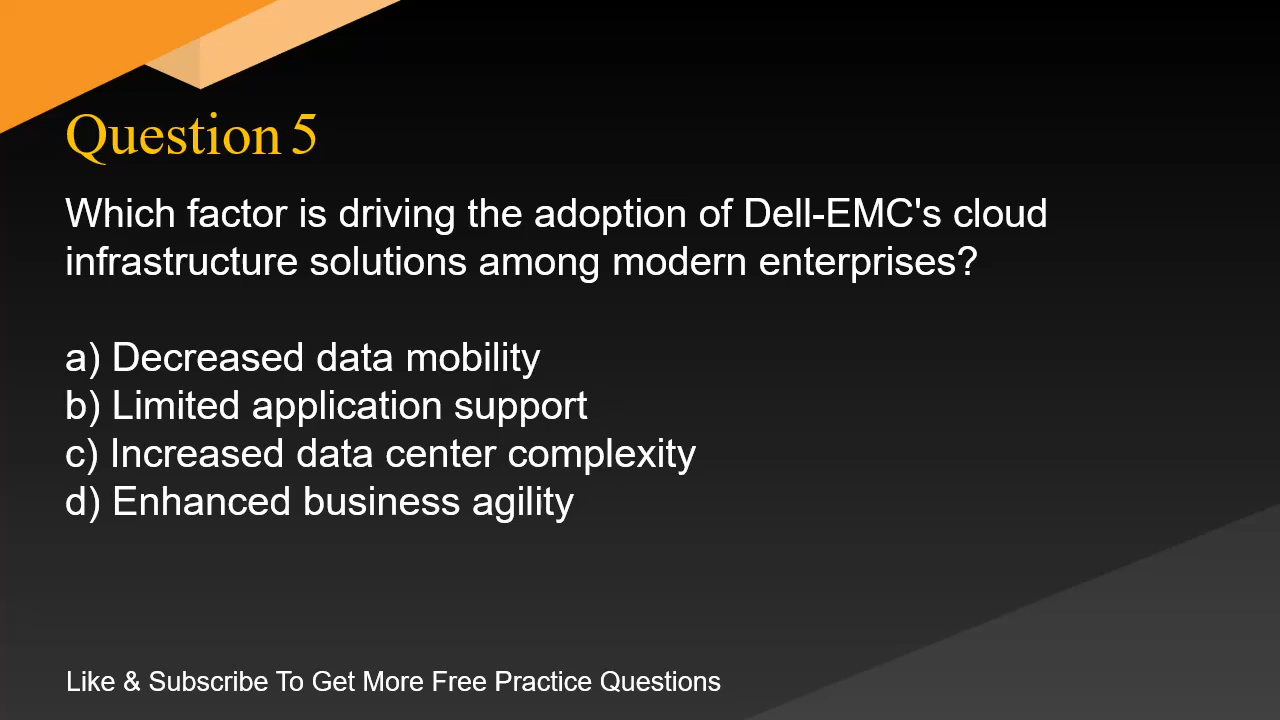 Question 5
Which factor is driving the adoption of Dell-EMC's cloud
infrastructure solutions among modern enterprises?
a) Decreased data mobility
b) Limited application support
c) Increased data center complexity
d) Enhanced business agility
Like & Subscribe To Get More Free Practice Questions